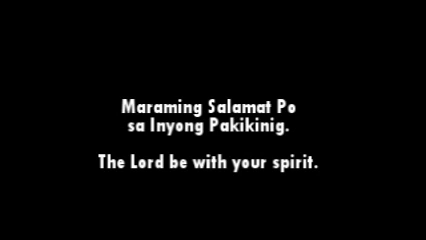 Maraming Salamat Po
sa Inyong Pakikinig.
The Lord be with your spirit.